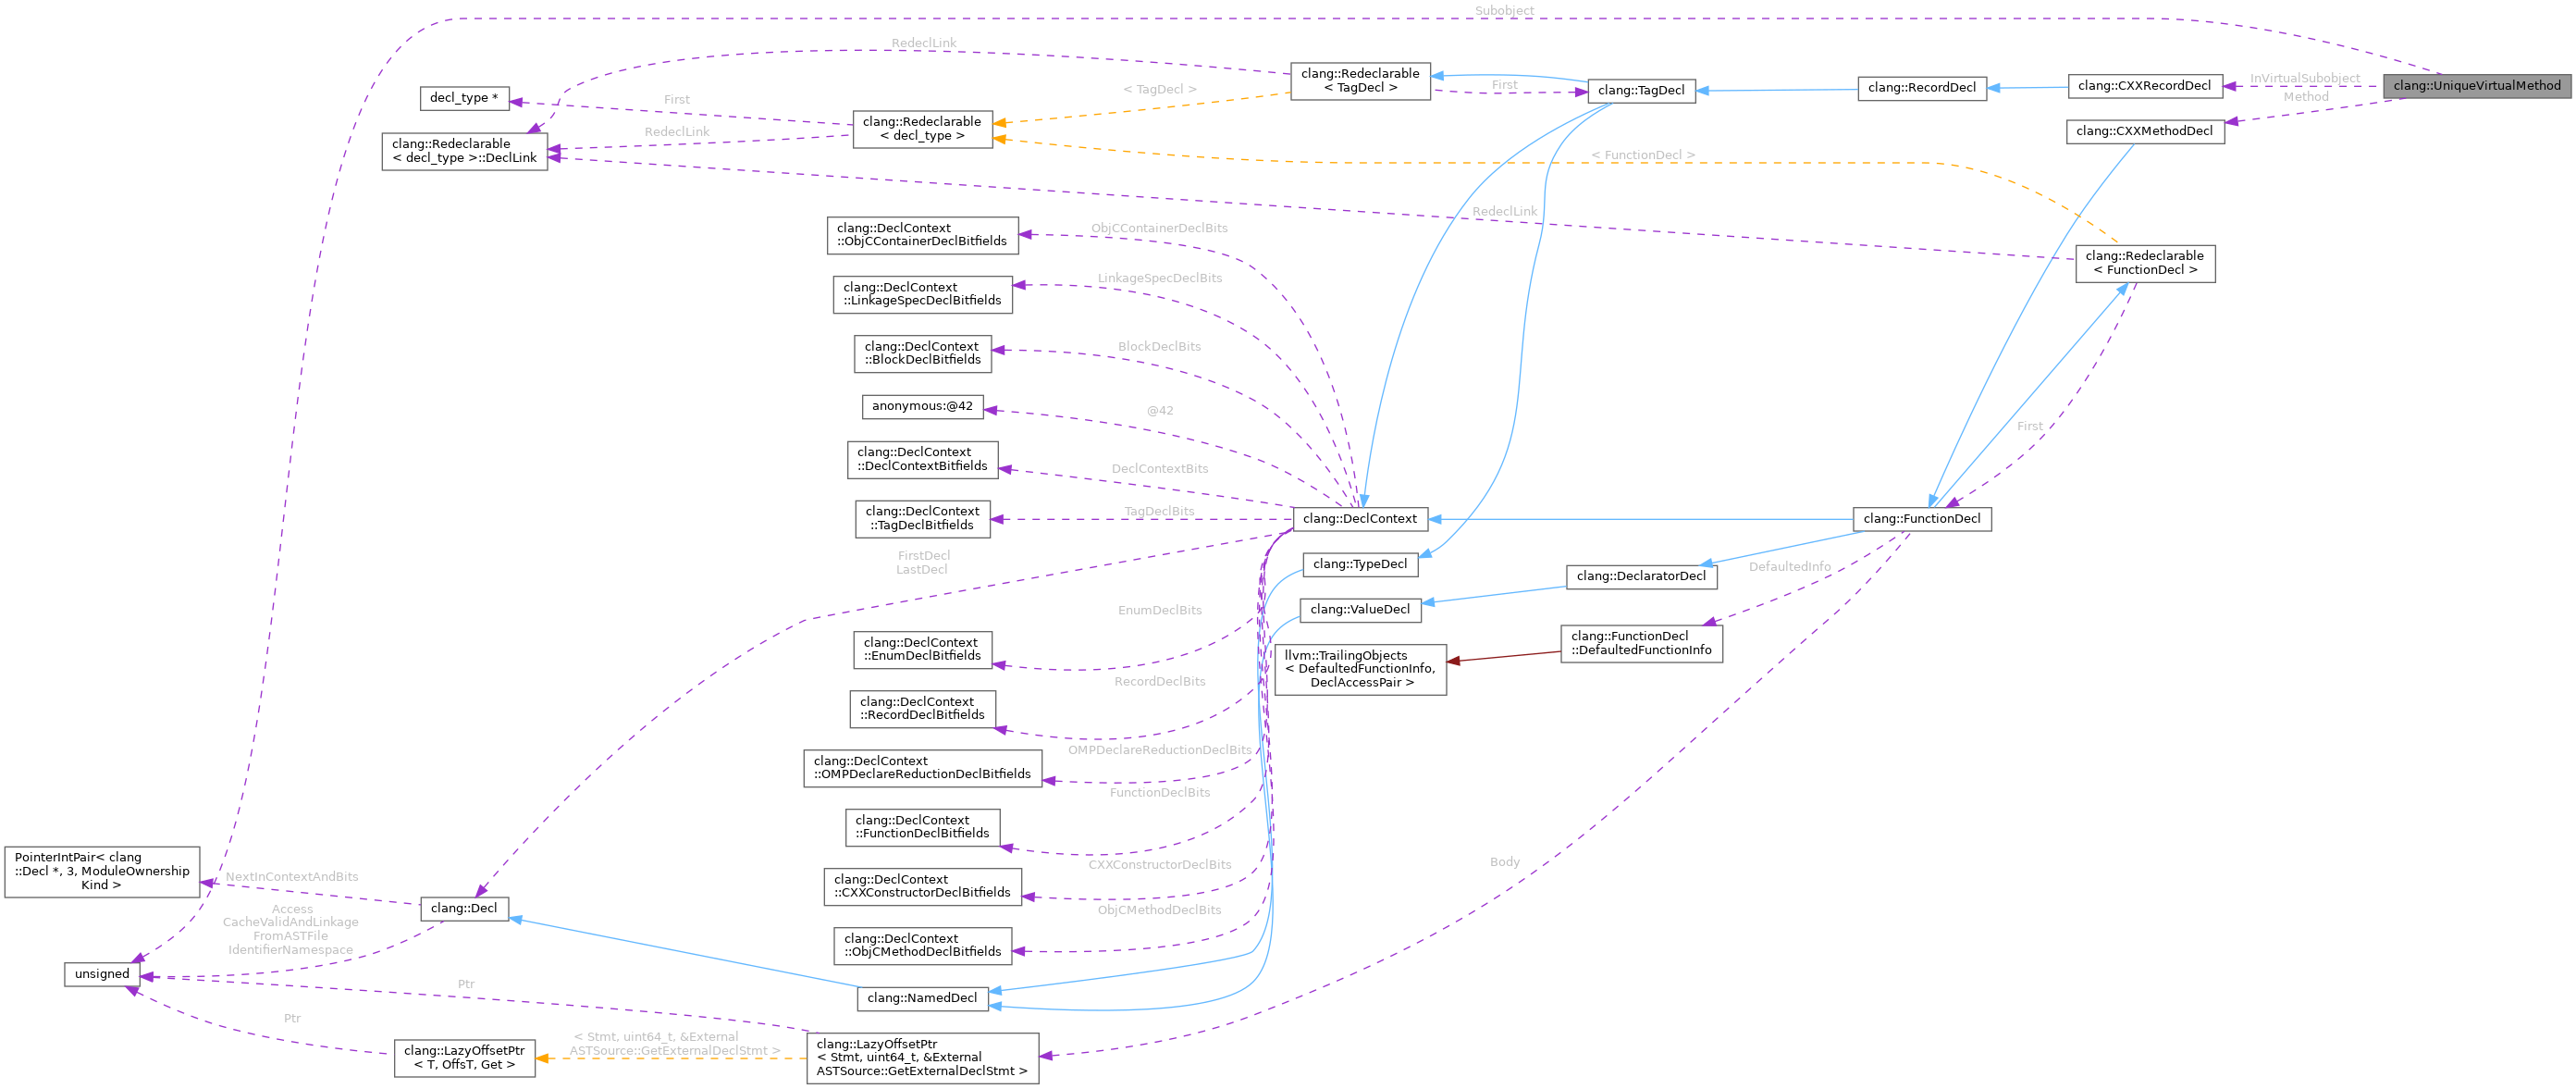 Subobject
RedeclLink
clang::Redeclarable
< TagDecl >
First
clang::TagDecl
clang::RecordDecl
clang::CXXRecordDecl
InVirtualSubobject
Method
clang::UniqueVirtualMethod
decl_type *
First
< TagDecl >
clang::Redeclarable
< decl_type >
RedeclLink
clang::Redeclarable
< decl_type >::DeclLink
clang::CXXMethodDecl
< FunctionDecl >
RedeclLink
clang::DeclContext
::ObjCContainerDeclBitfields
ObjCContainerDeclBits
clang::Redeclarable
< FunctionDecl >
clang::DeclContext
::LinkageSpecDeclBitfields
LinkageSpecDeclBits
clang::DeclContext
::BlockDeclBitfields
BlockDeclBits
anonymous:@42
@42
First
clang::DeclContext
::DeclContextBitfields
DeclContextBits
clang::DeclContext
::TagDeclBitfields
TagDeclBits
clang::DeclContext
clang::FunctionDecl
FirstDecl
LastDecl
clang::TypeDecl
clang::DeclaratorDecl
DefaultedInfo
EnumDeclBits
clang::ValueDecl
clang::DeclContext
::EnumDeclBitfields
llvm::TrailingObjects
< DefaultedFunctionInfo,
DeclAccessPair >
clang::FunctionDecl
::DefaultedFunctionInfo
RecordDeclBits
clang::DeclContext
::RecordDeclBitfields
OMPDeclareReductionDeclBits
clang::DeclContext
::OMPDeclareReductionDeclBitfields
FunctionDeclBits
clang::DeclContext
::FunctionDeclBitfields
Body
PointerIntPair< clang
::Decl *, 3, ModuleOwnership
Kind >
NextInContextAndBits
CXXConstructorDeclBits
clang::DeclContext
::CXXConstructorDeclBitfields
clang::Decl
Access
CacheValidAndLinkage
FromASTFile
IdentifierNamespace
ObjCMethodDeclBits
clang::DeclContext
::ObjCMethodDeclBitfields
unsigned
Ptr
clang::NamedDecl
Ptr
clang::LazyOffsetPtr
< T, OffsT, Get >
< Stmt, uint64_t, &External
ASTSource::GetExternalDeclStmt >
clang::LazyOffsetPtr
< Stmt, uint64_t, &External
ASTSource::GetExternalDeclStmt >